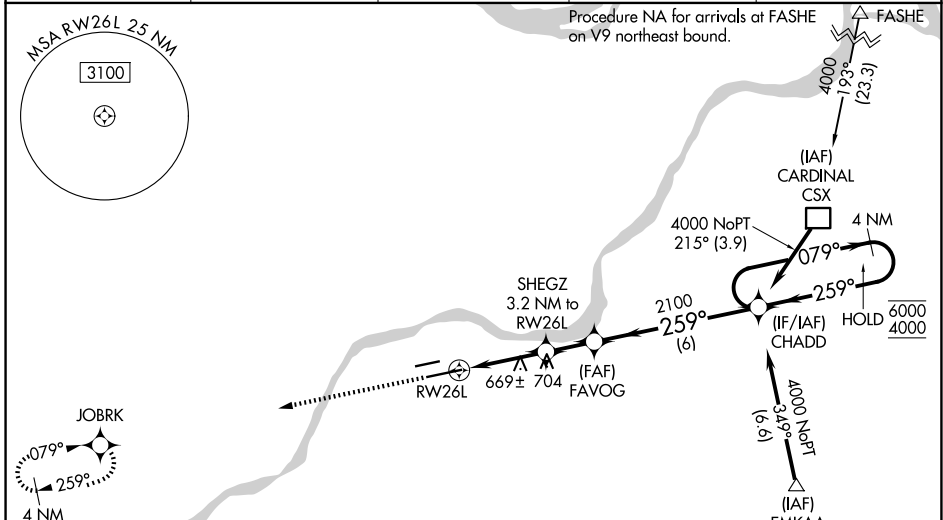 MSA RW26L 25 NM
3100
Procedure NA for arrivals at FASHE
on V9 northeast bound.
FASHE
4000
193°
(23.3)
(IAF)
CARDINAL
CSX
4000 NoPT
215° (3.9)
4 NM
079°
259°
HOLD
6000
4000
(IF/IAF)
CHADD
2100
259°
(6)
SHEGZ
3.2 NM to
RW26L
(FAF)
FAVOG
669± 704
RW26L
4000 NoPT
349°
(6.6)
(IAF)
JOBRK
079°
259°
4 NM